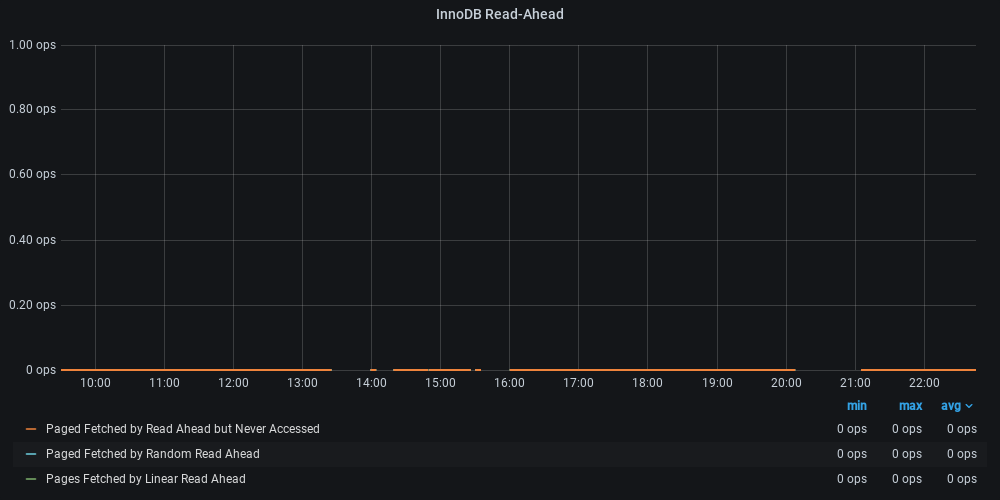 InnoDB Read-Ahead
1.00 ops
0.80 ops
0.60 ops
0.40 ops
0.20 ops
0 ops
10:00 11:00 12:00 13:00 14:00 15:00 16:00 17:00 18:00 19:00 20:00 21:00 22:00
min max avg
Paged Fetched by Read Ahead but Never Accessed 0 ops 0 ops 0 ops
Paged Fetched by Random Read Ahead 0 ops 0 ops 0 ops
Pages Fetched by Linear Read Ahead 0 ops 0 ops 0 ops